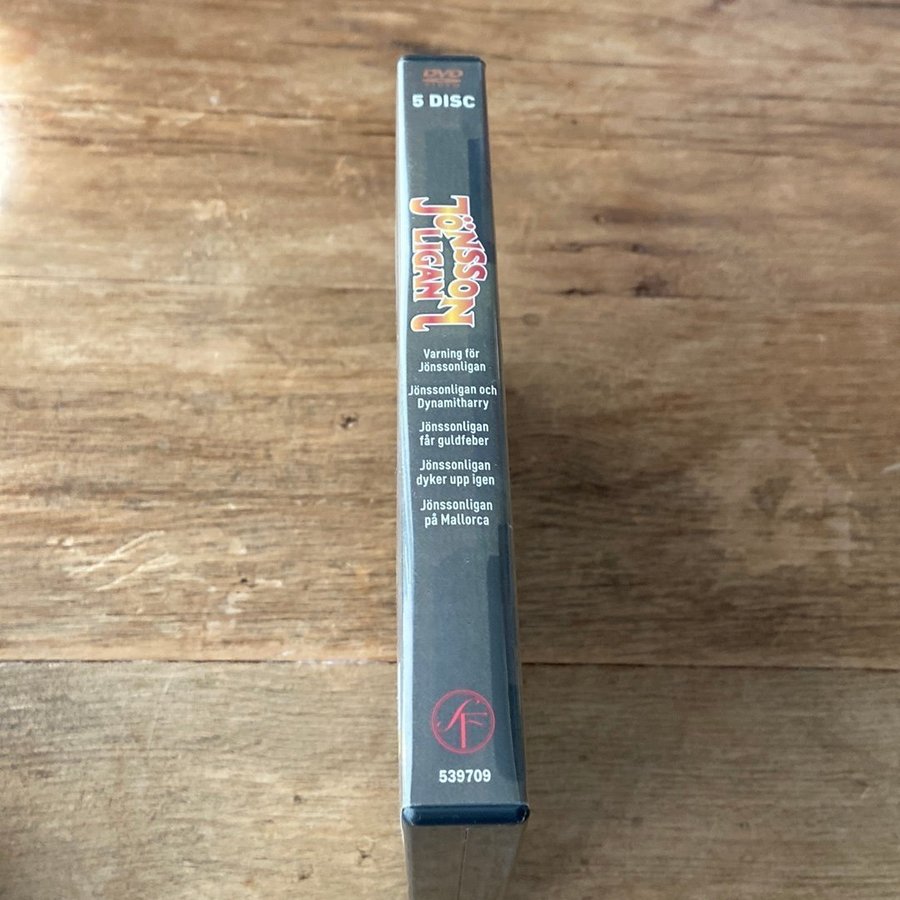 DVD
VIDEO
5 DISC
JÖNSSON
LIGAN
Varning för
Jönssonligan
Jönssonligan och
Dynamitharry
Jönssonligan
får guldfeber
Jönssonligan
dyker upp igen
Jönssonligan
på Mallorca
SF
539709